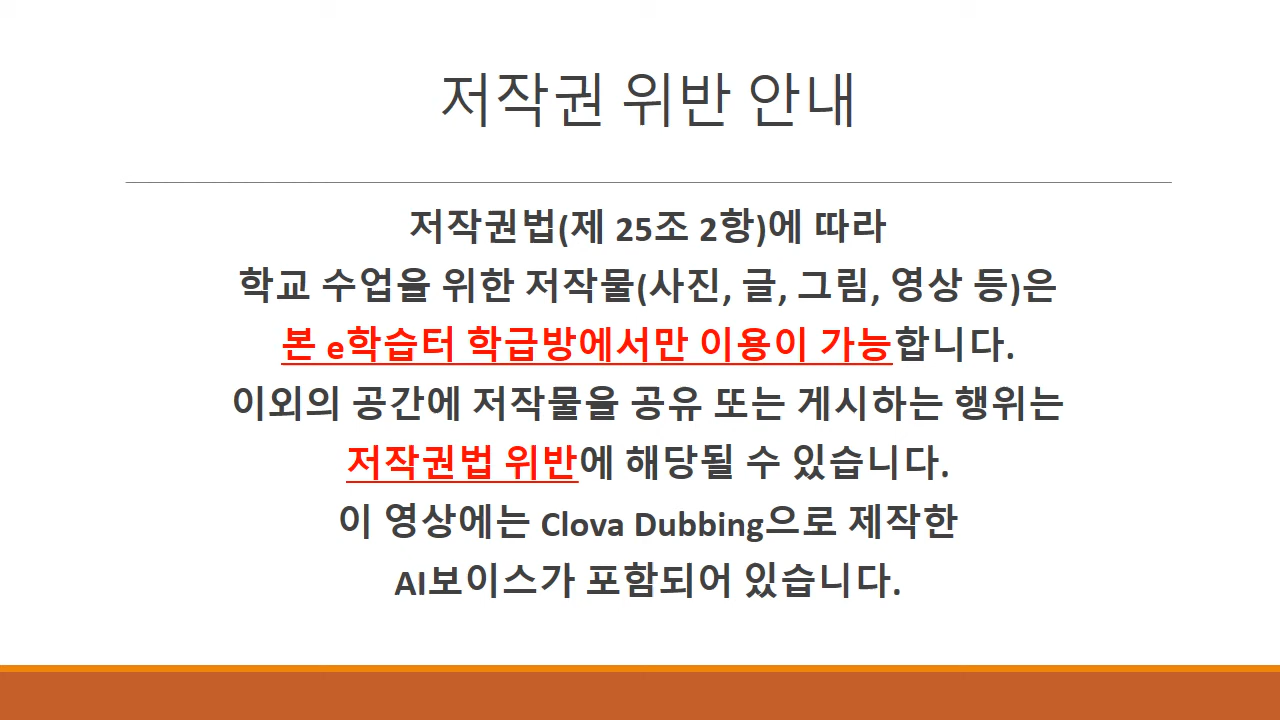 저작권 위반 안내
저작권법(제 25조 2항)에 따라
학교 수업을 위한 저작물(사진, 글, 그림, 영상 등)은
본 e학습터 학급방에서만 이용이 가능합니다.
이외의 공간에 저작물을 공유 또는 게시하는 행위는
저작권법 위반에 해당될 수 있습니다.
이 영상에는 Clova Dubbing으로 제작한
AI보이스가 포함되어 있습니다.